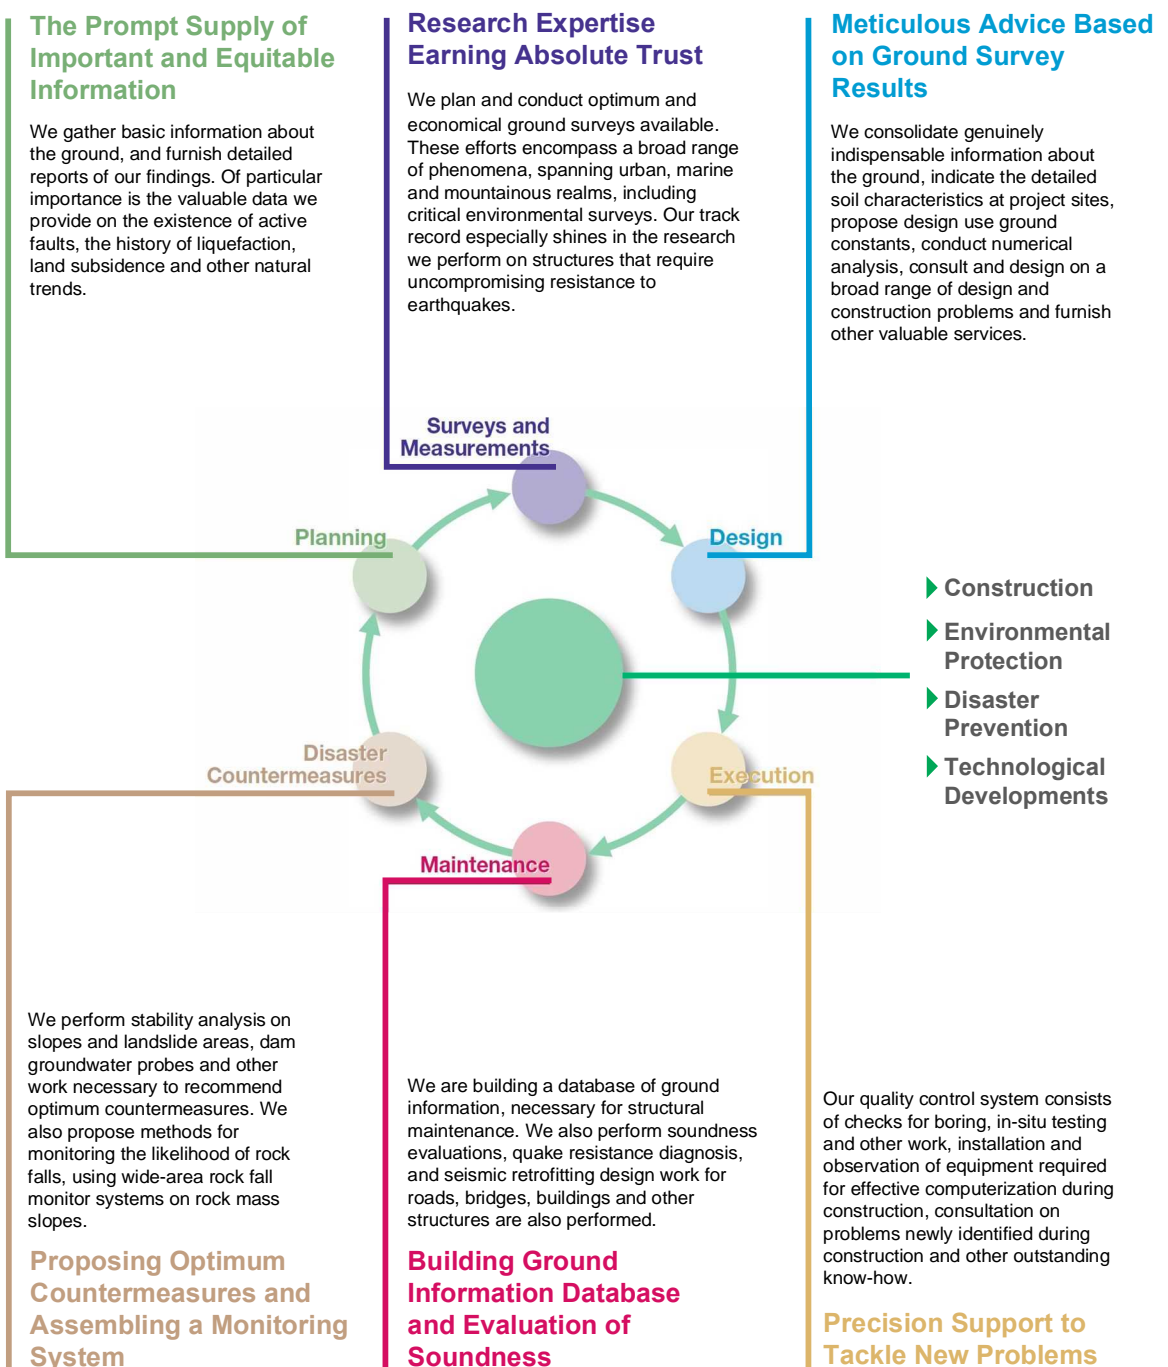 The Prompt Supply of
Important and Equitable
Information
We gather basic information about
the ground, and furnish detailed
reports of our findings. Of particular
importance is the valuable data we
provide on the existence of active
faults, the history of liquefaction,
land subsidence and other natural
trends.
Research Expertise
Earning Absolute Trust
We plan and conduct optimum and
economical ground surveys available.
These efforts encompass a broad range
of phenomena, spanning urban, marine
and mountainous realms, including
critical environmental surveys. Our track
record especially shines in the research
we perform on structures that require
uncompromising resistance to
earthquakes.
Meticulous Advice Based
on Ground Survey
Results
We consolidate genuinely
indispensable information about
the ground, indicate the detailed
soil characteristics at project sites,
propose design use ground
constants, conduct numerical
analysis, consult and design on a
broad range of design and
construction problems and furnish
other valuable services.
Surveys and
Measurements
Planning
Design
Construction
Environmental
Protection
Disaster
Prevention
Technological
Developments
Disaster
Countermeasures
Execution
Maintenance
We perform stability analysis on
slopes and landslide areas, dam
groundwater probes and other
work necessary to recommend
optimum countermeasures. We
also propose methods for
monitoring the likelihood of rock
falls, using wide-area rock fall
monitor systems on rock mass
slopes.
Proposing Optimum
Countermeasures and
Assembling a Monitoring
System
We are building a database of ground
information, necessary for structural
maintenance. We also perform soundness
evaluations, quake resistance diagnosis,
and seismic retrofitting design work for
roads, bridges, buildings and other
structures are also performed.
Building Ground
Information Database
and Evaluation of
Soundness
Our quality control system consists
of checks for boring, in-situ testing
and other work, installation and
observation of equipment required
for effective computerization during
construction, consultation on
problems newly identified during
construction and other outstanding
know-how.
Precision Support to
Tackle New Problems